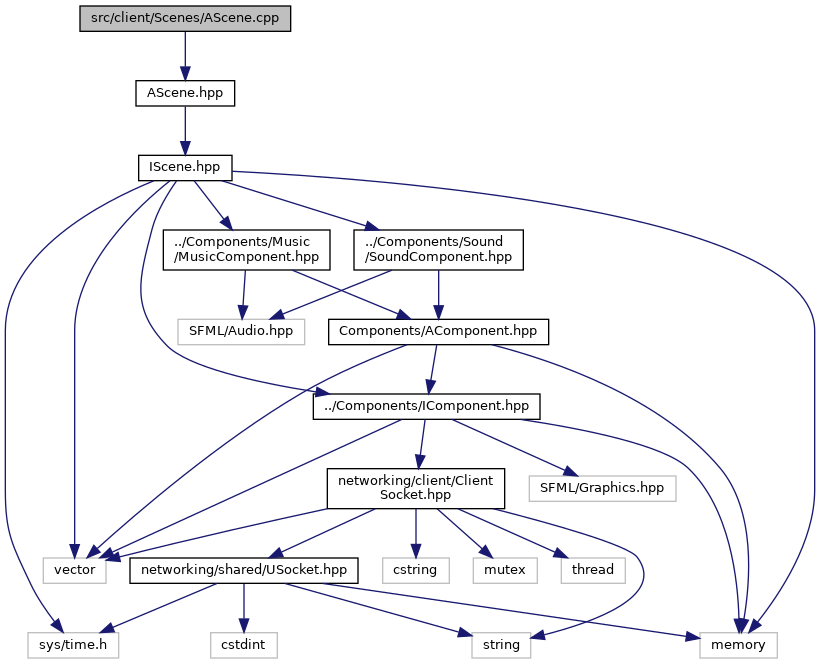 src/client/Scenes/AScene.cpp
AScene.hpp
IScene.hpp
../Components/Music
/MusicComponent.hpp
../Components/Sound
/SoundComponent.hpp
SFML/Audio.hpp
Components/AComponent.hpp
../Components/IComponent.hpp
networking/client/Client
Socket.hpp
SFML/Graphics.hpp
vector
networking/shared/USocket.hpp
cstring
mutex
thread
sys/time.h
cstdint
string
memory